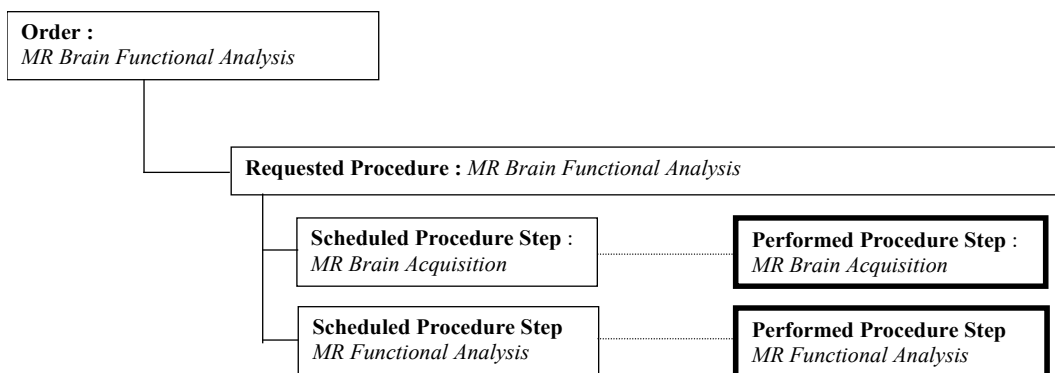 Order :
MR Brain Functional Analysis
Requested Procedure : MR Brain Functional Analysis
Scheduled Procedure Step :
MR Brain Acquisition
Performed Procedure Step :
MR Brain Acquisition
Scheduled Procedure Step
MR Functional Analysis
Performed Procedure Step
MR Functional Analysis